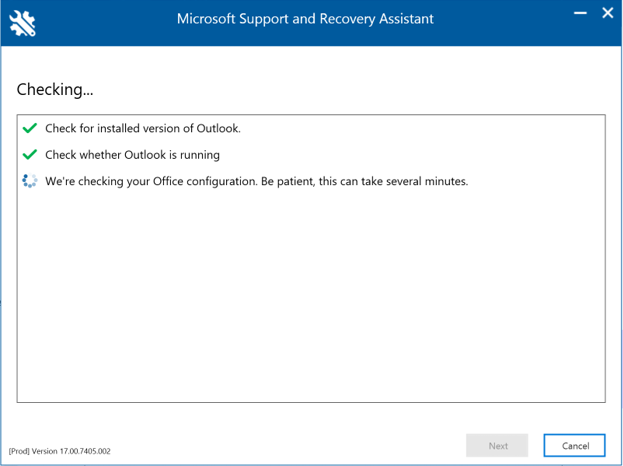 Microsoft Support and Recovery Assistant
Checking...
Check for installed version of Outlook.
Check whether Outlook is running
We're checking your Office configuration. Be patient, this can take several minutes.
Next
Cancel
[Prod] Version 17.00.7405.002